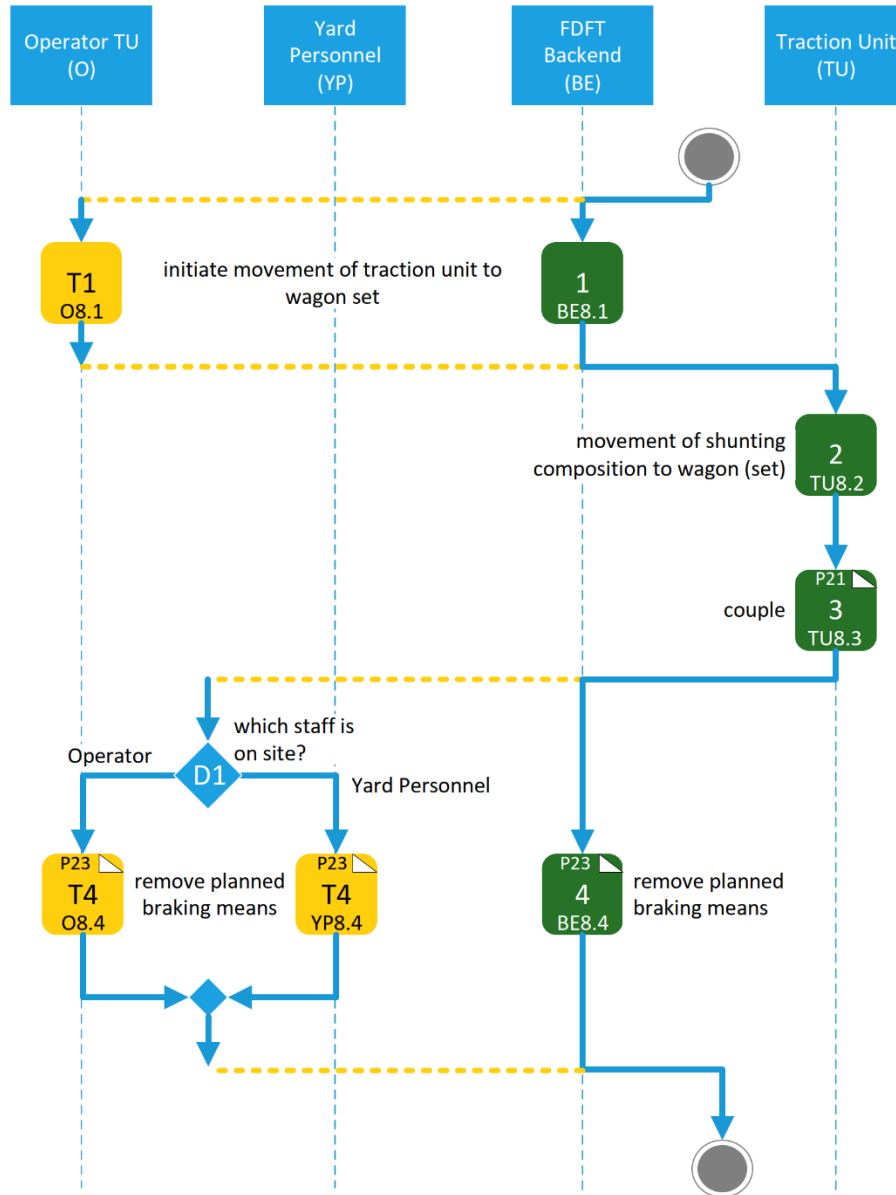 Operator TU
(O)
Yard
Personnel
(YP)
FDFT
Backend
(BE)
Traction Unit
(TU)
T1
O8.1
initiate movement of traction unit to
wagon set
1
BE8.1
movement of shunting
composition to wagon (set)
2
TU8.2
couple
P21
3
TU8.3
which staff is
on site?
Operator
D1
Yard Personnel
P23
T4
O8.4
remove planned
braking means
P23
T4
YP8.4
P23
4
BE8.4
remove planned
braking means